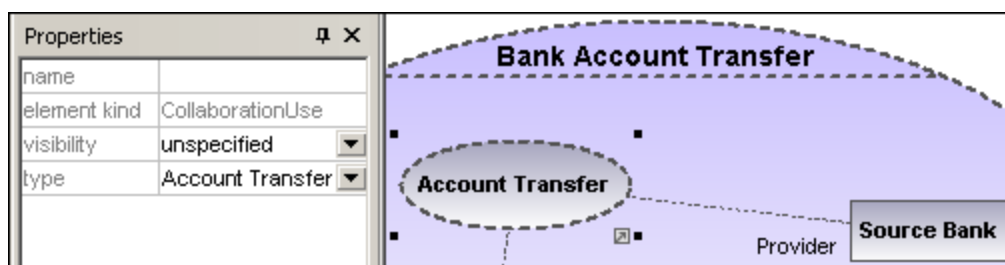 Properties
name
element kind CollaborationUse
visibility unspecified
type Account Transfer
Bank Account Transfer
Account Transfer
Source Bank
Provider